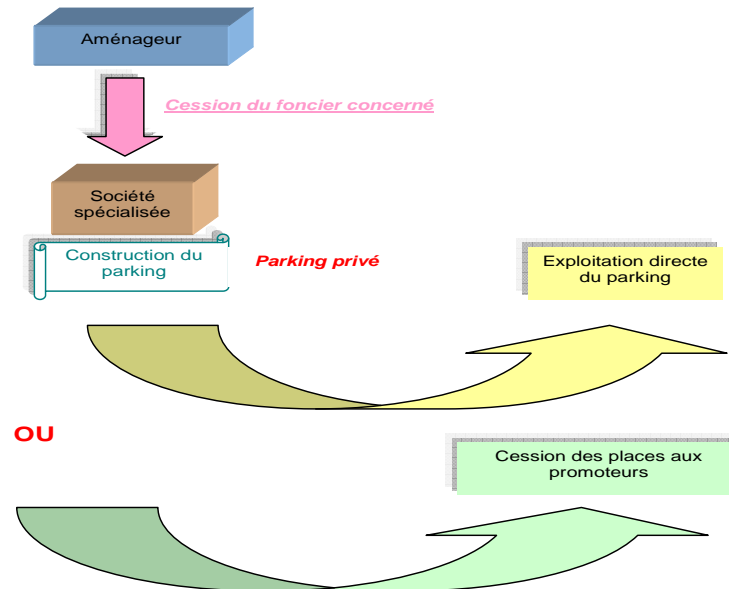 Aménageur
Cession du foncier concerné
Société
spécialisée
Construction du
parking
Parking privé
Exploitation directe
du parking
OU
Cession des places aux
promoteurs